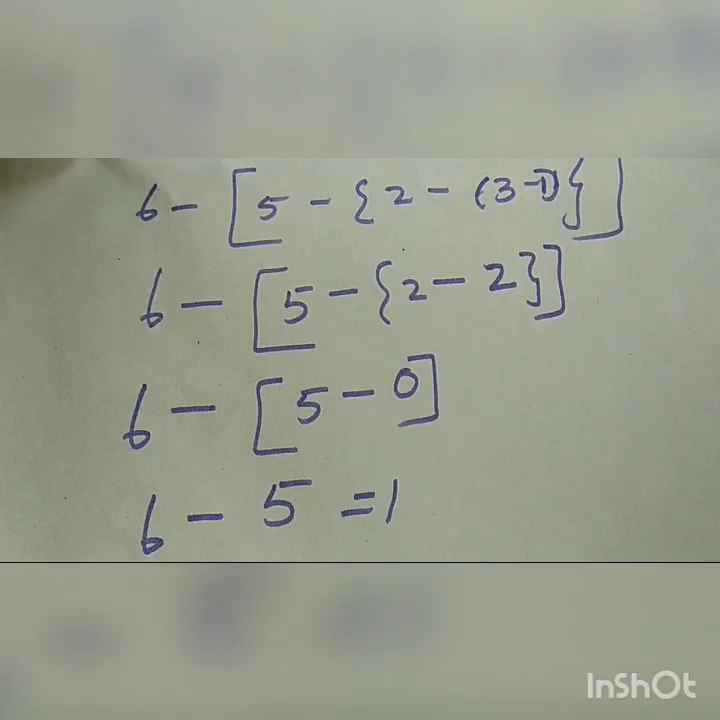 6 - [5 - {2 - (3-1)}]
6 - [5 - {2 - 2}]
6 - [5 - 0]
6 - 5 = 1
InShOt